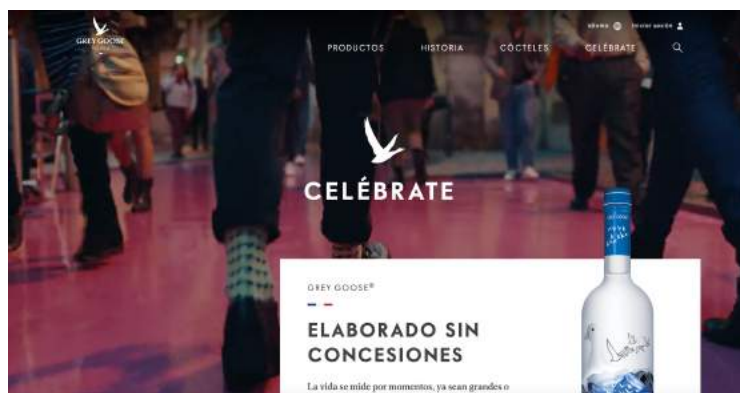 Iniciar sesión
GREY GOOSE
PRODUCTOS HISTORIA CÓCTELES CELÉBRATE
CELÉBRATE
GREY GOOSE®
ELABORADO SIN
CONCESIONES
La vida se mide por momentos, ya sean grandes o